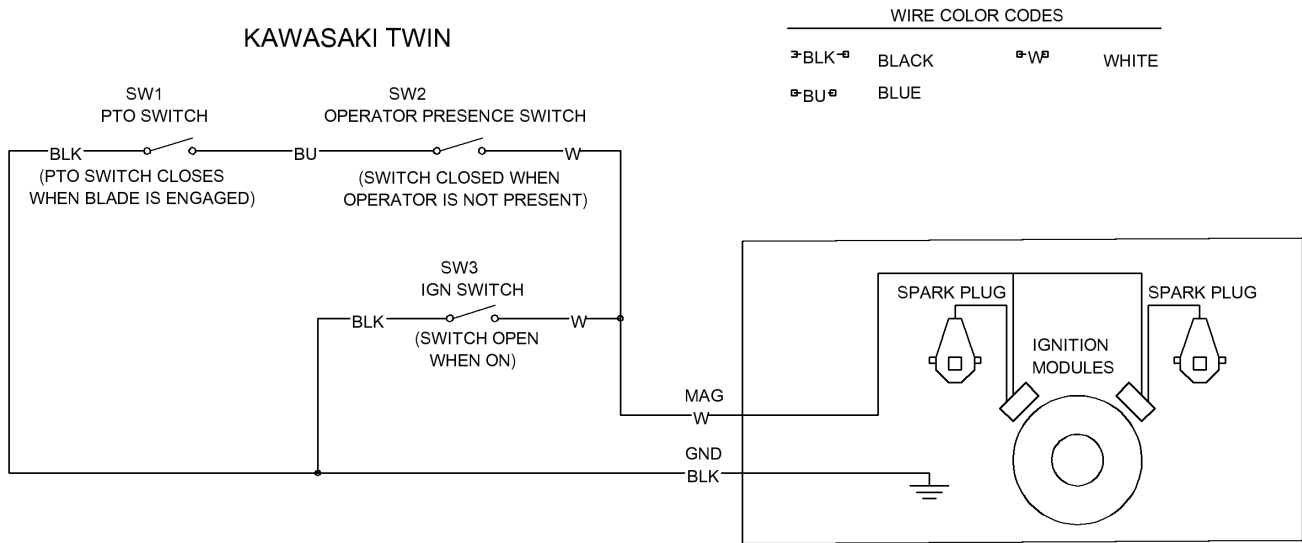 WIRE COLOR CODES
KAWASAKI TWIN
BLK BLACK W WHITE
BU BLUE
SW1
PTO SWITCH
SW2
OPERATOR PRESENCE SWITCH
BLK BU W
(PTO SWITCH CLOSES
WHEN BLADE IS ENGAGED)
(SWITCH CLOSED WHEN
OPERATOR IS NOT PRESENT)
SW3
IGN SWITCH
BLK W
(SWITCH OPEN
WHEN ON)
SPARK PLUG
SPARK PLUG
IGNITION
MODULES
MAG
W
GND
BLK